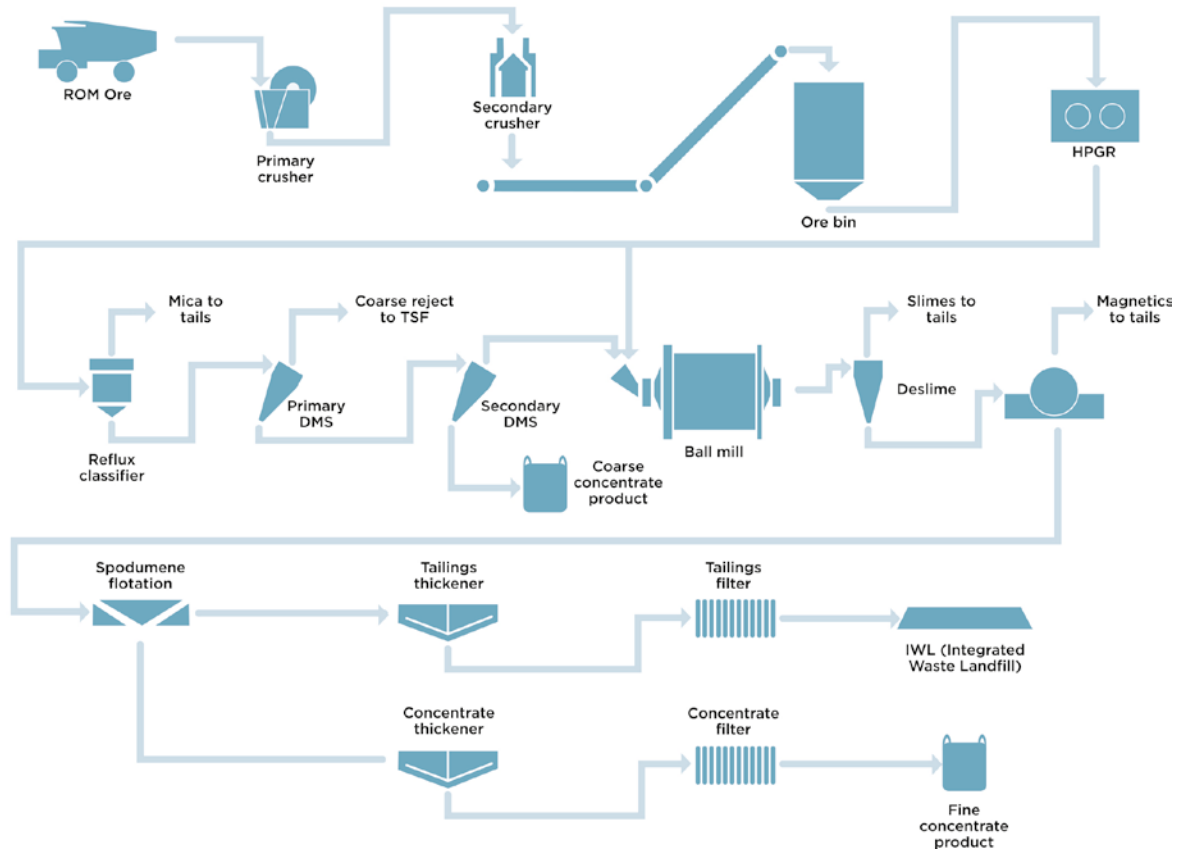 ROM Ore
Primary
crusher
Secondary
crusher
Ore bin
HPGR
Mica to
tails
Coarse reject
to TSF
Slimes to
tails
Magnetics
to tails
Reflux
classifier
Primary
DMS
Secondary
DMS
Coarse
concentrate
product
Ball mill
Deslime
Spodumene
flotation
Tailings
thickener
Tailings
filter
IWL (Integrated
Waste Landfill)
Concentrate
thickener
Concentrate
filter
Fine
concentrate
product